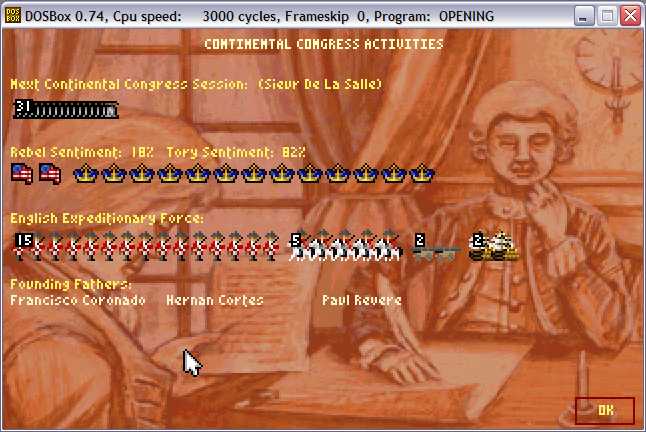 DOS
BOX
DOSBox 0.74, Cpu speed: 3000 cycles, Frameskip 0, Program: OPENING
CONTINENTAL CONGRESS ACTIVITIES
Next Continental Congress Session: (Sieur De La Salle)
31
Rebel Sentiment: 18% Tory Sentiment: 82%
English Expeditionary Force:
15 5 2 2
Founding Fathers:
Francisco Coronado Hernan Cortes Paul Revere
OK